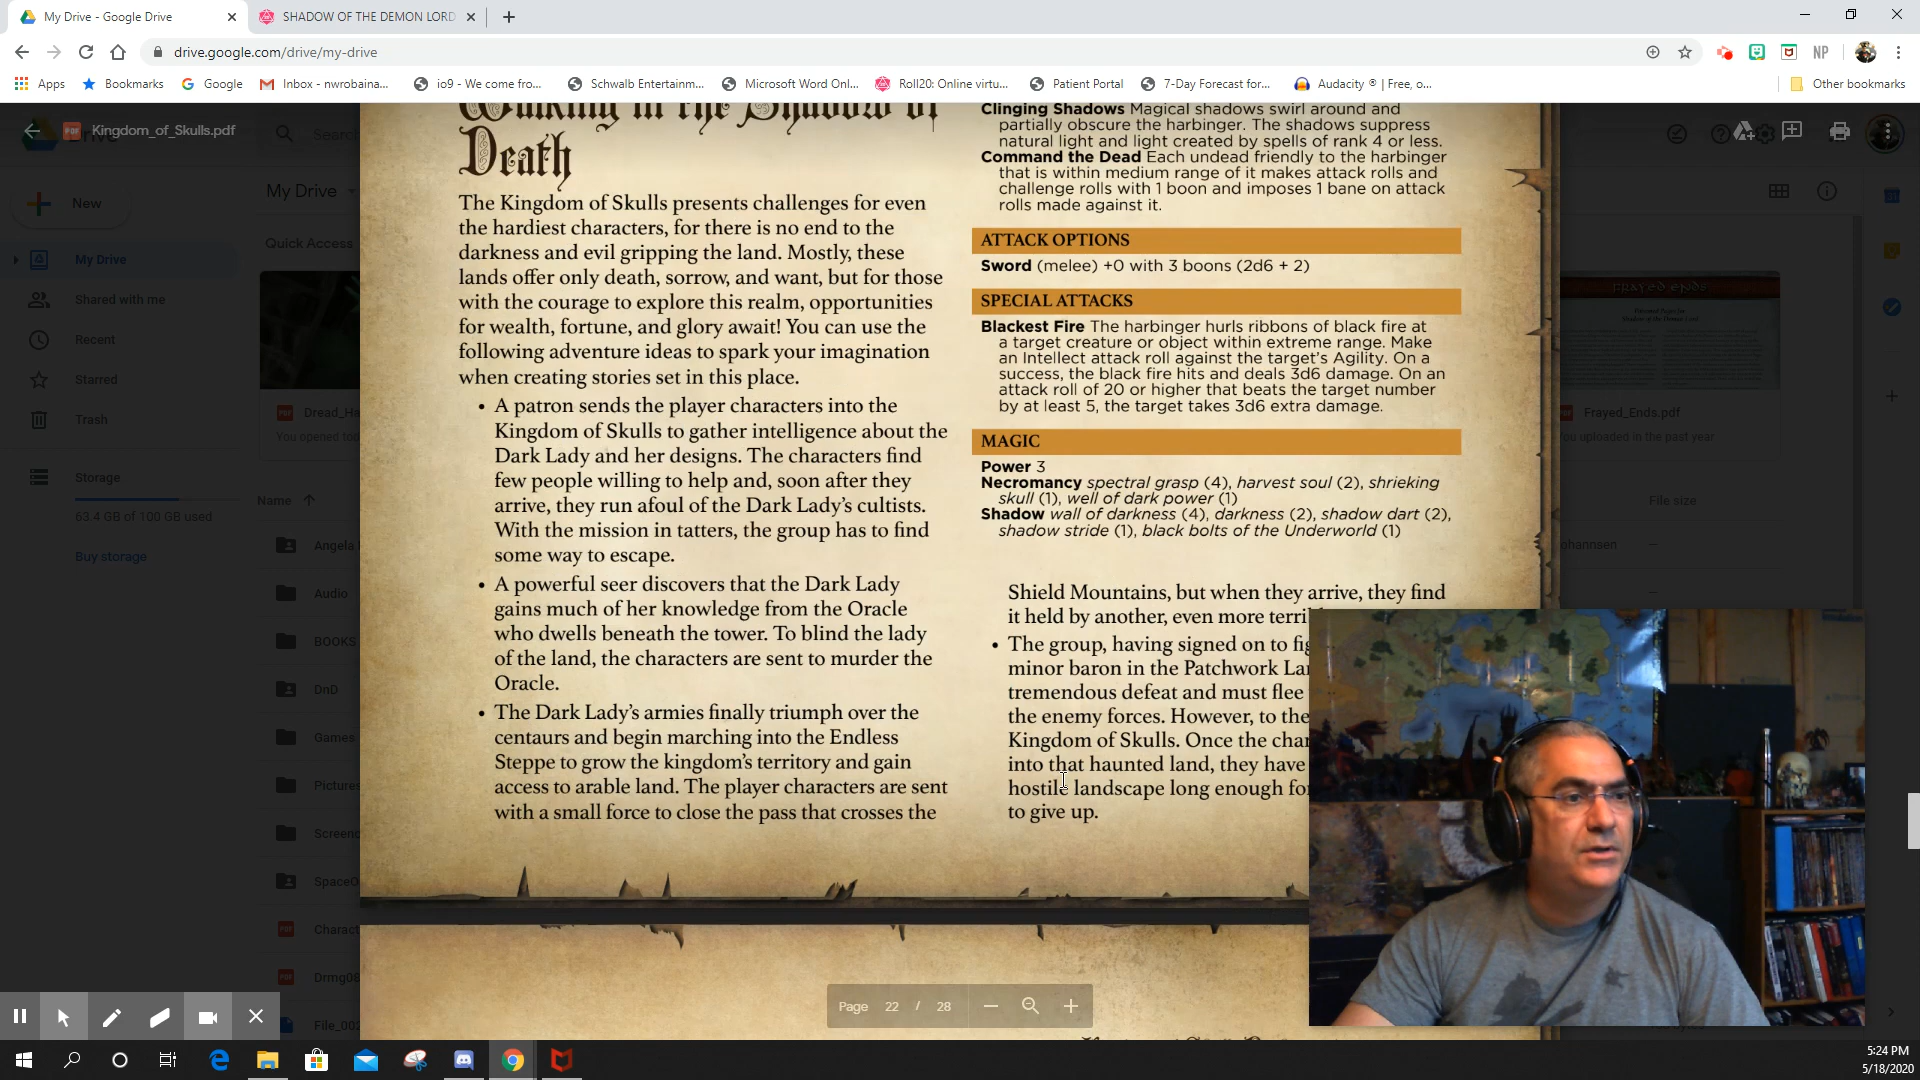 My Drive - Google Drive
SHADOW OF THE DEMON LORD
drive.google.com/drive/my-drive
NP
Apps
Bookmarks
Google
Inbox - nwrobaina...
io9 - We come fro...
Schwalb Entertainm...
Microsoft Word Onl...
Roll20: Online virtu...
Patient Portal
7-Day Forecast for...
Audacity ® | Free, o...
Other bookmarks
Kingdom_of_Skulls.pdf
Search
New
My Drive
Quick Access
My Drive
Shared with me
Recent
Starred
Trash
Storage
63.4 GB of 100 GB used
Buy storage
Name
File size
Angela
Audio
BOOKS
DnD
Games
Pictures
You opened
Frayed_Ends.pdf
You uploaded in the past year
FRAYED ENDS
Walking in the Shadow of
Death
The Kingdom of Skulls presents challenges for even
the hardiest characters, for there is no end to the
darkness and evil gripping the land. Mostly, these
lands offer only death, sorrow, and want, but for those
with the courage to explore this realm, opportunities
for wealth, fortune, and glory await! You can use the
following adventure ideas to spark your imagination
when creating stories set in this place.
• A patron sends the player characters into the
Kingdom of Skulls to gather intelligence about the
Dark Lady and her designs. The characters find
few people willing to help and, soon after they
arrive, they run afoul of the Dark Lady's cultists.
With the mission in tatters, the group has to find
some way to escape.
• A powerful seer discovers that the Dark Lady
gains much of her knowledge from the Oracle
who dwells beneath the tower. To blind the lady
of the land, the characters are sent to murder the
Oracle.
• The Dark Lady's armies finally triumph over the
centaurs and begin marching into the Endless
Steppe to grow the kingdom's territory and gain
access to arable land. The player characters are sent
with a small force to close the pass that crosses the
Clinging Shadows Magical shadows swirl around and
partially obscure the harbinger. The shadows suppress
natural light and light created by spells of rank 4 or less.
Command the Dead Each undead friendly to the harbinger
that is within medium range of it makes attack rolls and
challenge rolls with 1 boon and imposes 1 bane on attack
rolls made against it.
ATTACK OPTIONS
Sword (melee) +0 with 3 boons (2d6 + 2)
SPECIAL ATTACKS
Blackest Fire The harbinger hurls ribbons of black fire at
a target creature or object within extreme range. Make
an Intellect attack roll against the target's Agility. On a
success, the black fire hits and deals 3d6 damage. On an
attack roll of 20 or higher that beats the target number
by at least 5, the target takes 3d6 extra damage.
MAGIC
Power 3
Necromancy spectral grasp (4), harvest soul (2), shrieking
skull (1), well of dark power (1)
Shadow wall of darkness (4), darkness (2), shadow dart (2),
shadow stride (1), black bolts of the Underworld (1)
Shield Mountains, but when they arrive, they find
it held by another, even more
• The group, having signed on to
minor baron in the Patchwork
tremendous defeat and must flee
the enemy forces. However, to the
Kingdom of Skulls. Once the
into that haunted land, they have
hostile landscape long enough
to give up.
Page 22 / 28
5:24 PM
5/18/2020